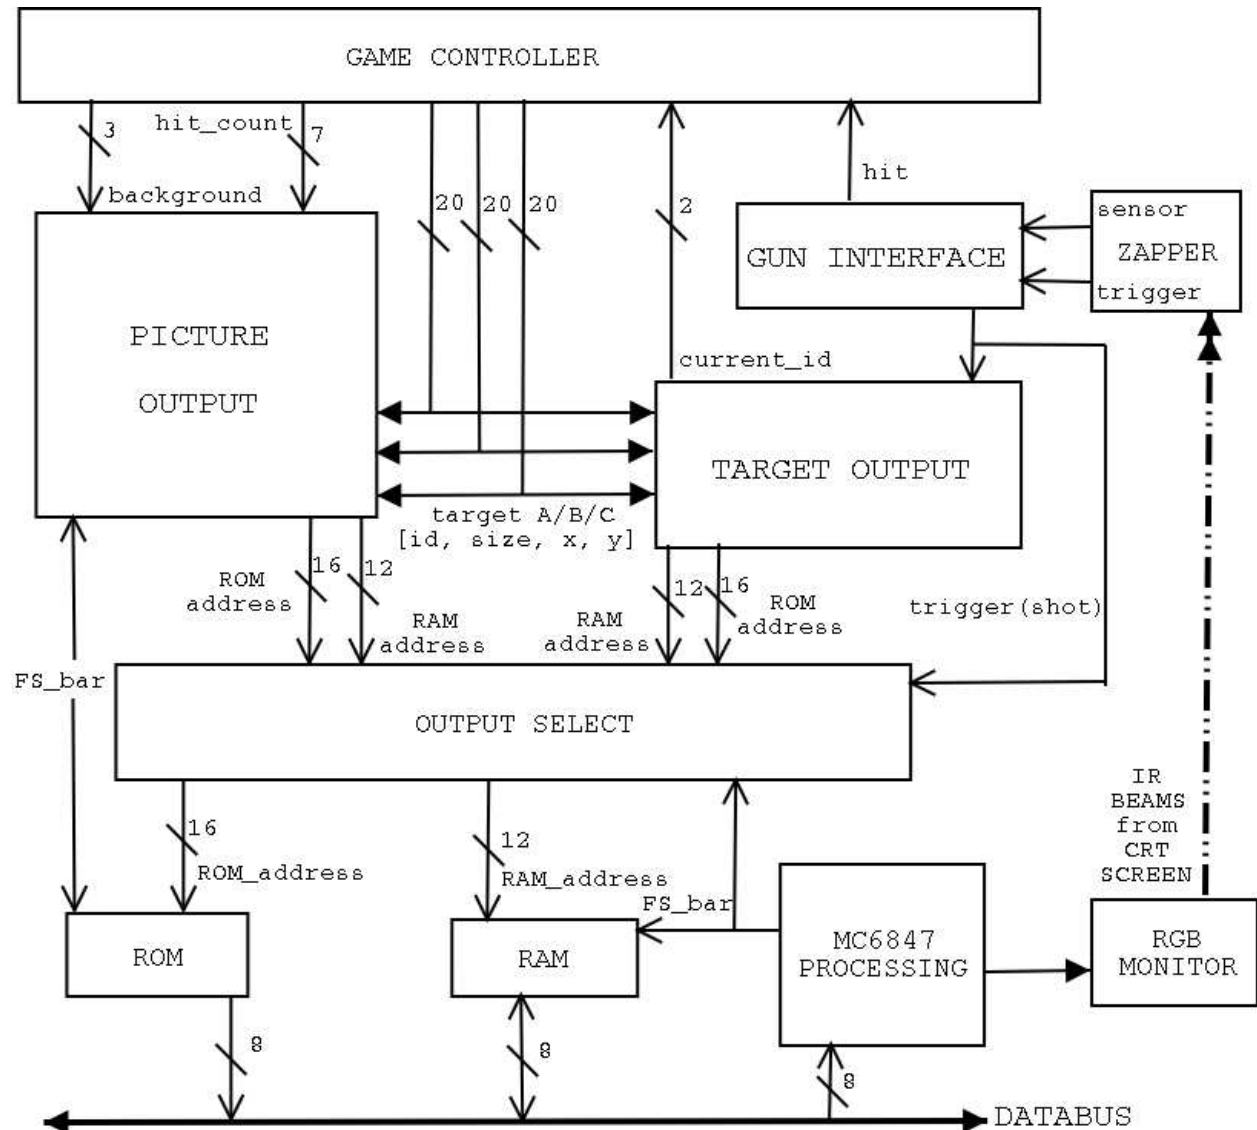 GAME CONTROLLER
3
hit_count
7
background
20
20
20
2
hit
sensor
ZAPPER
trigger
GUN INTERFACE
PICTURE
OUTPUT
current_id
TARGET OUTPUT
target A/B/C
[id, size, x, y]
16
12
ROM
address
RAM
address
12
16
RAM
address
ROM
address
trigger(shot)
FS_bar
OUTPUT SELECT
IR
BEAMS
from
CRT
SCREEN
16
ROM_address
12
RAM_address
FS_bar
ROM
RAM
MC6847
PROCESSING
RGB
MONITOR
8
8
8
DATABUS